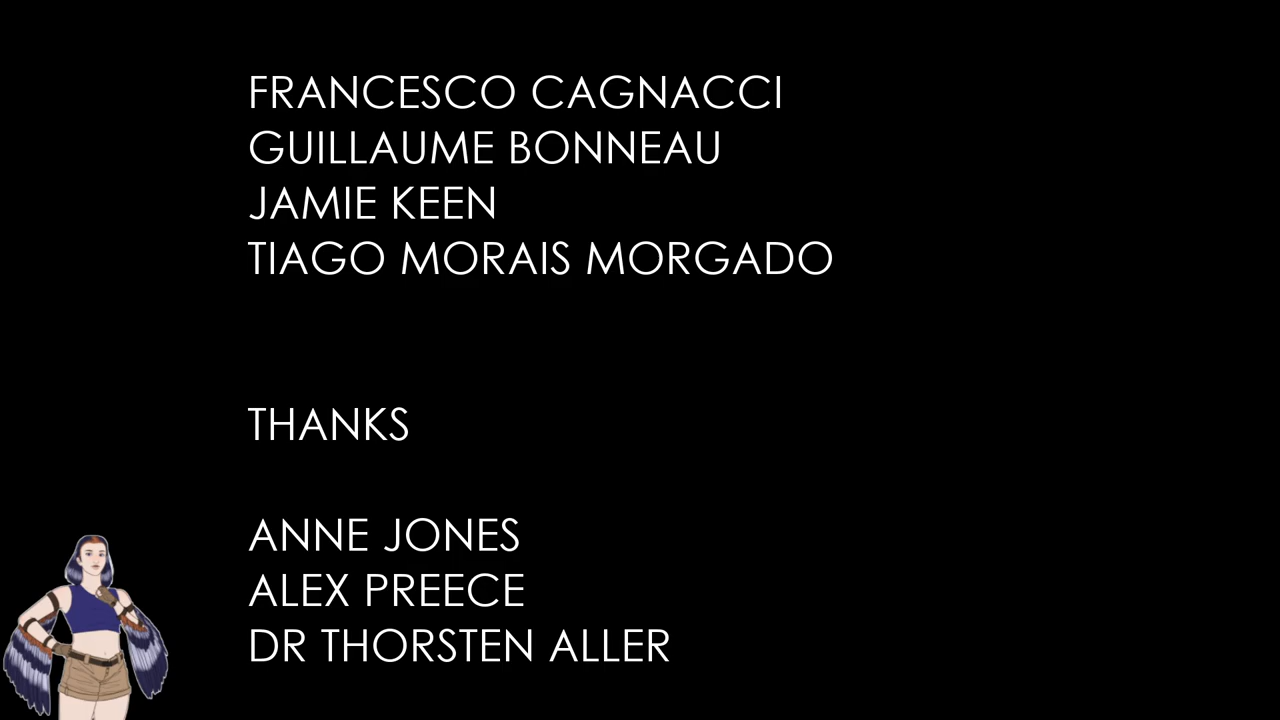 FRANCESCO CAGNACCI
GUILLAUME BONNEAU
JAMIE KEEN
TIAGO MORAIS MORGADO
THANKS
ANNE JONES
ALEX PREECE
DR THORSTEN ALLER